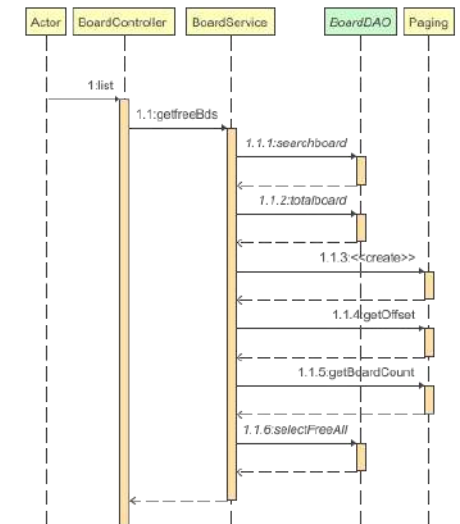 Actor BoardController BoardService BoardDAO Paging
1:list
1.1:getfreeBds
1.1.1:searchboard
1.1.2:totalboard
1.1.3:<<create>>
1.1.4:getOffset
1.1.5:getBoardCount
1.1.6:selectFreeAll